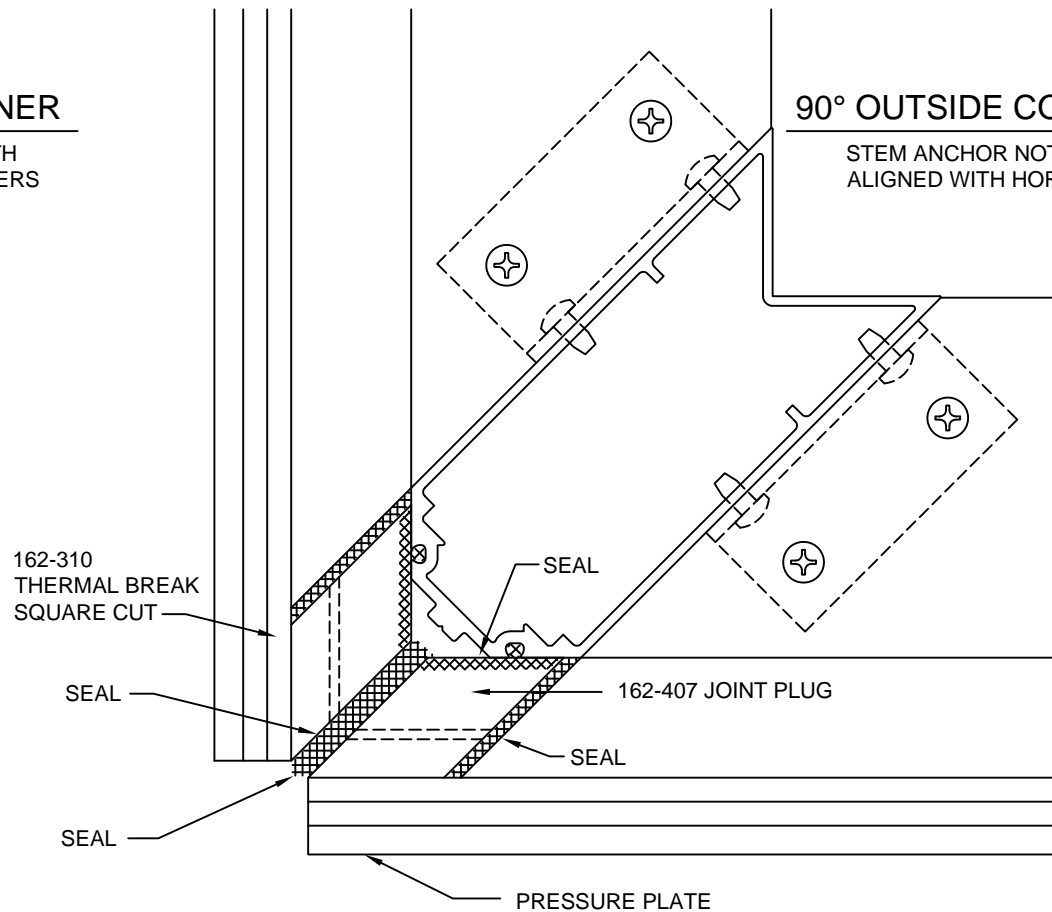 NER
TH
ERS
90° OUTSIDE CO
STEM ANCHOR NOT
ALIGNED WITH HOR
162-310
THERMAL BREAK
SQUARE CUT
SEAL
SEAL
162-407 JOINT PLUG
SEAL
SEAL
PRESSURE PLATE